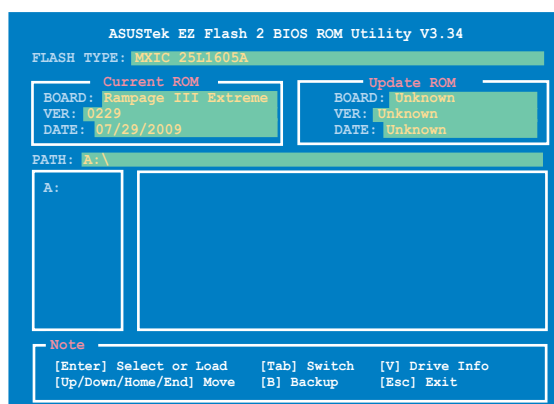 ASUSTek EZ Flash 2 BIOS ROM Utility V3.34
FLASH TYPE: MXIC 25L1605A
Current ROM
BOARD: Rampage III Extreme
VER: 0229
DATE: 07/29/2009
Update ROM
BOARD: Unknown
VER: Unknown
DATE: Unknown
PATH: A:\
A:
Note
[Enter] Select or Load [Tab] Switch [V] Drive Info
[Up/Down/Home/End] Move [B] Backup [Esc] Exit